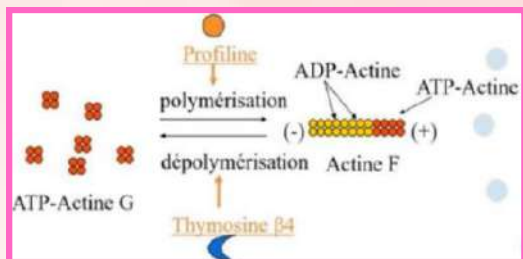 Profiline
ADP-Actine
ATP-Actine
polymérisation
(-)
(+)
dépolymérisation
Actine F
ATP-Actine G
Thymosine β4